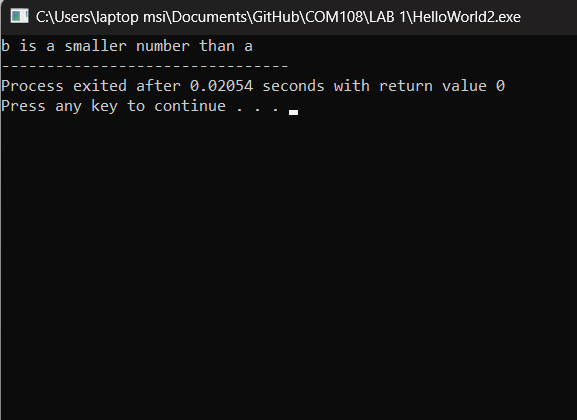 C:\Users\laptop msi\Documents\GitHub\COM108\LAB 1\HelloWorld2.exe
b is a smaller number than a
--------------------------------
Process exited after 0.02054 seconds with return value 0
Press any key to continue . . .